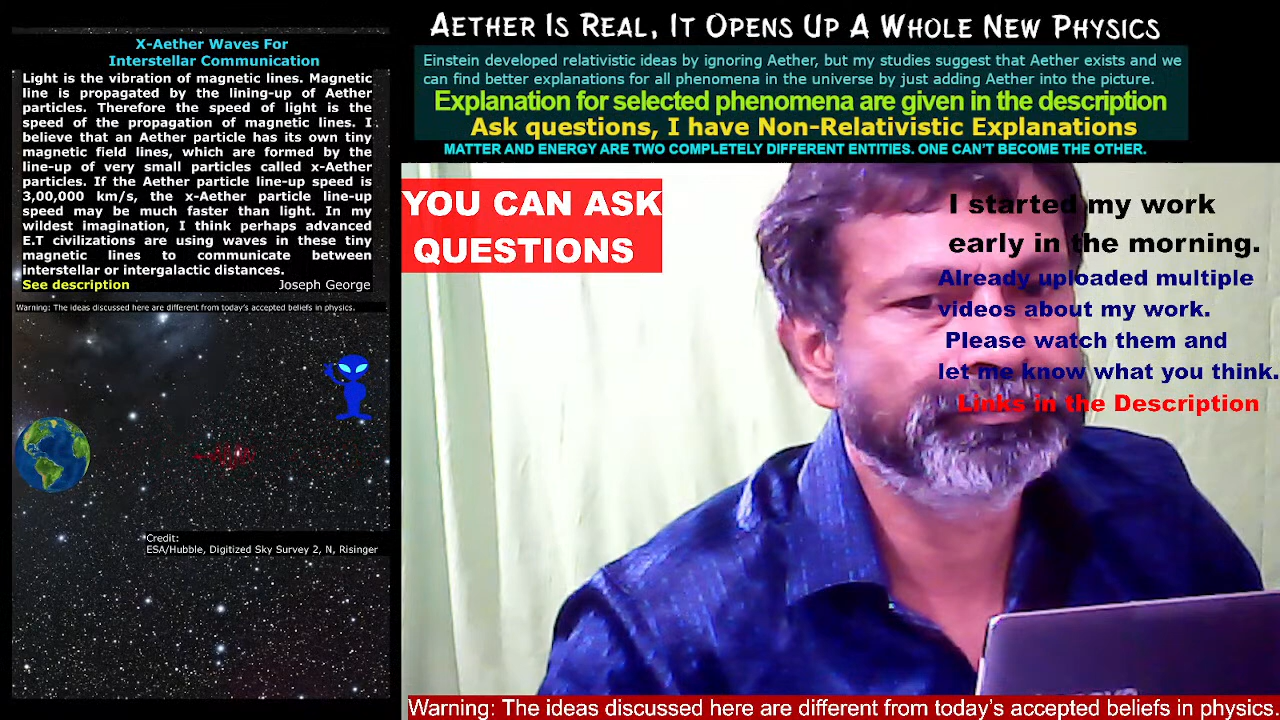 X-Aether Waves For
Interstellar Communication
Light is the vibration of magnetic lines. Magnetic
line is propagated by the lining-up of Aether
particles. Therefore the speed of light is the
speed of the propagation of magnetic lines. I
believe that an Aether particle has its own tiny
magnetic field lines, which are formed by the
line-up of very small particles called x-Aether
particles. If the Aether particle line-up speed is
3,00,000 km/s, the x-Aether particle line-up
speed may be much faster than light. In my
wildest imagination, I think perhaps advanced
E.T civilizations are using waves in these tiny
magnetic lines to communicate between
interstellar or intergalactic distances.
See description Joseph George
Warning: The ideas discussed here are different from today's accepted beliefs in physics.
Credit:
ESA/Hubble, Digitized Sky Survey 2, N, Risinger
Aether Is Real, It Opens Up A Whole New Physics
Einstein developed relativistic ideas by ignoring Aether, but my studies suggest that Aether exists and we
can find better explanations for all phenomena in the universe by just adding Aether into the picture.
Explanation for selected phenomena are given in the description
Ask questions, I have Non-Relativistic Explanations
MATTER AND ENERGY ARE TWO COMPLETELY DIFFERENT ENTITIES. ONE CAN'T BECOME THE OTHER.
YOU CAN ASK
QUESTIONS
I started my work
early in the morning.
Already uploaded multiple
videos about my work.
Please watch them and
let me know what you think.
Links in the Description
Warning: The ideas discussed here are different from today's accepted beliefs in physics.